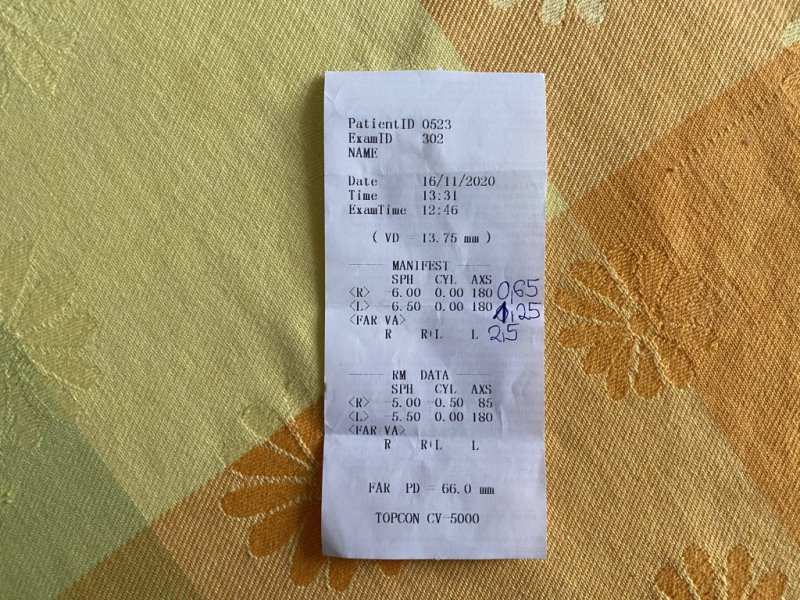 PatientID 0523
ExamID 302
NAME
Date 16/11/2020
Time 13:31
ExamTime 12:46
( VD = 13.75 mm )
MANIFEST
SPH CYL AXS
<R> -6.00 0.00 180 0,65
<L> -6.50 0.00 180 1,25
<FAR VA> 2,5
R R+L L
RM DATA
SPH CYL AXS
<R> -5.00 -0.50 85
<L> -5.50 0.00 180
<FAR VA>
R R+L L
FAR PD = 66.0 mm
TOPCON CV-5000